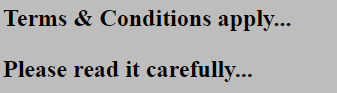 Terms & Conditions apply...
Please read it carefully...